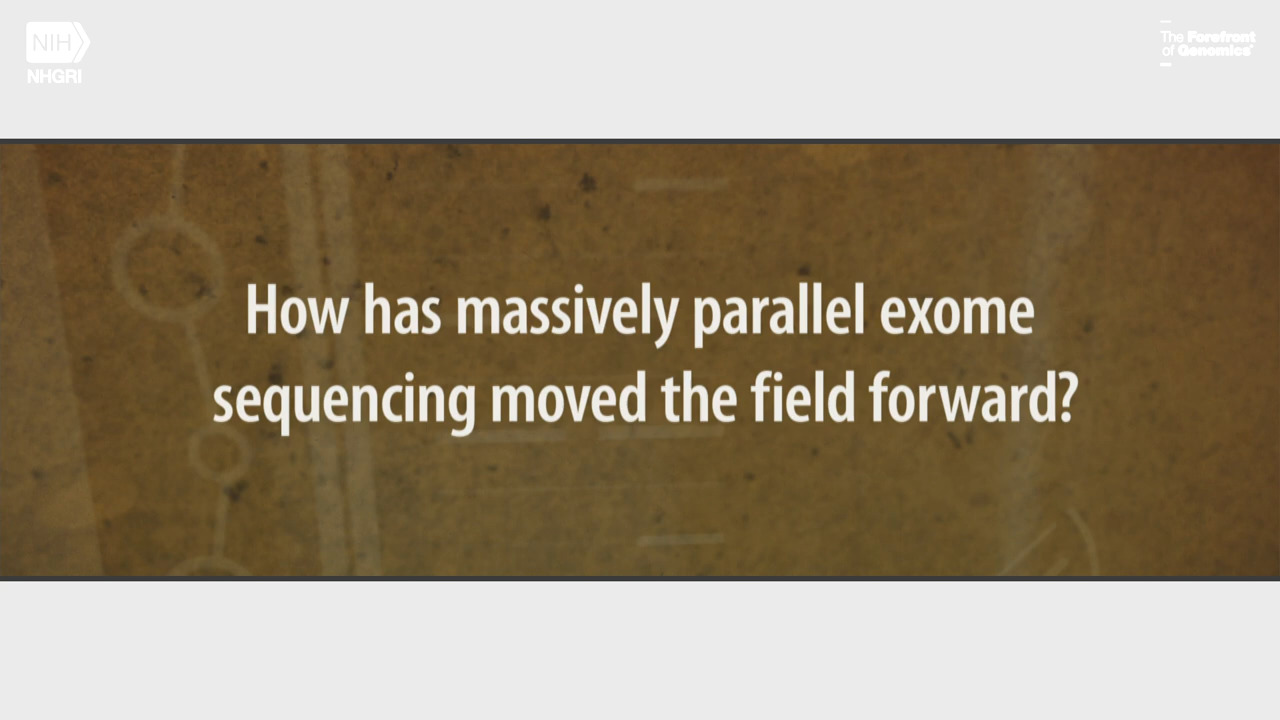 NIH
NHGRI
The Forefront
of Genomics®
How has massively parallel exome
sequencing moved the field forward?